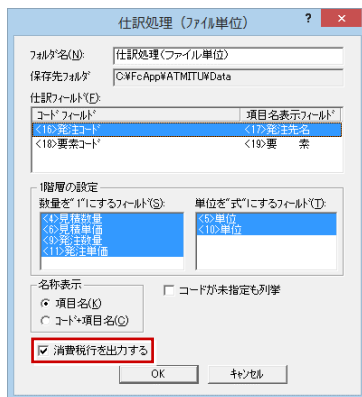 仕訳処理（ファイル単位）
? ×
フォルダ名(N): 仕訳処理(ファイル単位)
保存先フォルダ C:¥FcApp¥ATMITU¥Data
仕訳フィールド(F):
コードフィールド 項目名表示フィールド
<16>発注コード <17>発注先名
<18>要素コード <19>要 素
1階層の設定
数量を"1"にするフィールド(S): 単位を"式"にするフィールド(T):
<4>見積数量 <5>単位
<6>見積単価 <10>単位
<9>発注数量
<11>発注単価
名称表示
項目名(K)
コード+項目名(C)
コードが未指定も列挙
消費税行を出力する
OK キャンセル